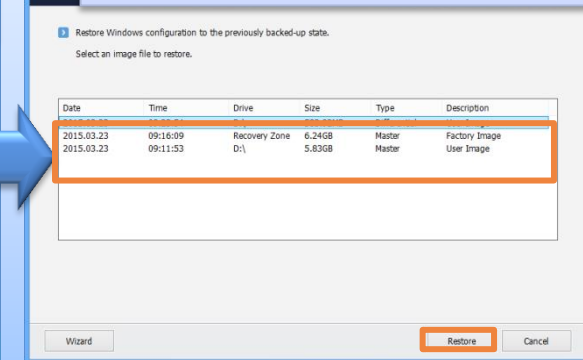 Restore Windows configuration to the previously backed-up state.
Select an image file to restore.
Date Time Drive Size Type Description
2015.03.23 09:16:09 Recovery Zone 6.24GB Master Factory Image
2015.03.23 09:11:53 D:\ 5.83GB Master User Image
Wizard Restore Cancel